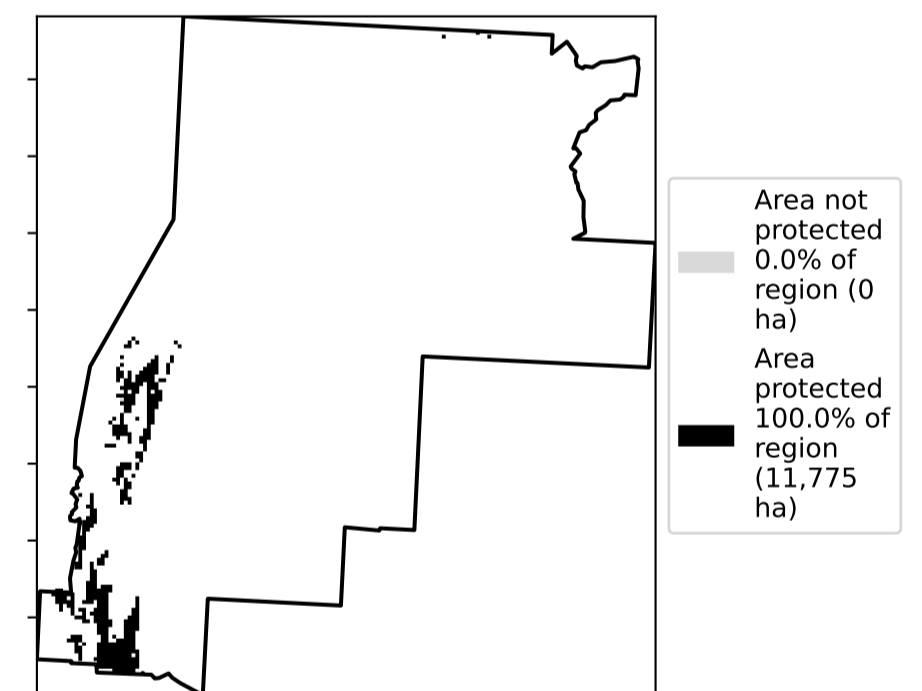 Area not
protected
0.0% of
region (0
ha)
Area
protected
100.0% of
region
(11,775
ha)